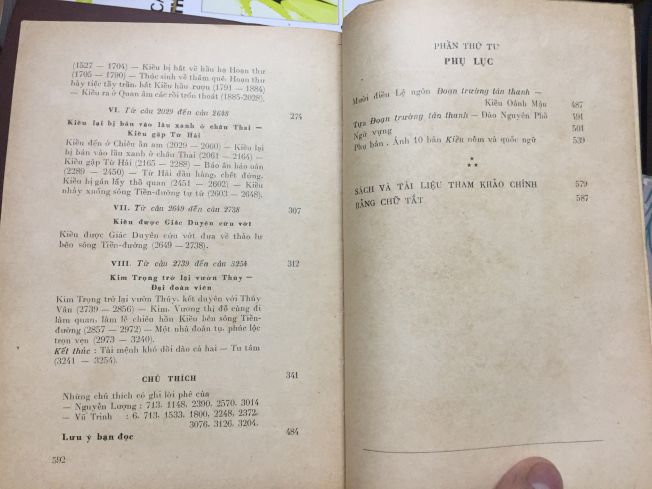 (1527 — 1704) — Kiều bị bắt về hầu hạ Hoạn thư
(1705 — 1790) — Thúc sinh về thăm quê, Hoạn thư
bày tiệc tẩy trần, bắt Kiều hầu rượu (1791 — 1884)
— Kiều ra ở Quan âm các rồi trốn thoát (1885-2028).
VI. Từ câu 2029 đến câu 2648 274
Kiều lại bị bán vào lầu xanh ở châu Thai —
Kiều gặp Từ Hải
Kiều đến ở Chiêu ẩn am (2029 — 2060) — Kiều lại
bị bán vào lầu xanh ở châu Thai (2061 — 2164) —
Kiều gặp Từ Hải (2165 — 2288) — Báo ân báo oán
(2289 — 2450) — Từ Hải đầu hàng, chết đứng,
Kiều bị gán lấy thổ quan (2451 — 2602) — Kiều
nhảy xuống sông Tiền-đường tự tử (2603 — 2648).
VII. Từ câu 2649 đến câu 2738 307
Kiều được Giác Duyên cứu vớt
Kiều được Giác Duyên cứu vớt đưa về thảo lư
bên sông Tiền-đường (2649 — 2738).
VIII. Từ câu 2739 đến câu 3254 312
Kim Trọng trở lại vườn Thúy —
Đại đoàn viên
Kim Trọng trở lại vườn Thúy, kết duyên với Thúy
Vân (2739 — 2856) — Kim, Vương thi đỗ cùng đi
làm quan, làm lễ chiêu hồn Kiều bên sông Tiền-
đường (2857 — 2972) — Một nhà đoàn tụ, phúc lộc
trọn vẹn (2973 — 3240).
Kết thúc : Tài mệnh khó dồi dào cả hai — Tu tâm
(3241 — 3254).
CHÚ THÍCH 341
Những chú thích có ghi lời phê của
— Nguyễn Lượng : 713, 1148, 2390, 2570, 3014
— Vũ Trinh : 6, 713, 1533, 1800, 2248, 2372,
3076, 3126, 3204.
Lưu ý bạn đọc 484
592
PHẦN THỨ TƯ
PHỤ LỤC
Mười điều Lệ ngôn Đoạn trường tân thanh —
Kiều Oánh Mậu 487
Tựa Đoạn trường tân thanh — Đào Nguyên Phổ 491
Ngữ vựng 501
Phụ bản . Ảnh 10 bản Kiều nôm và quốc ngữ 539
*
**
SÁCH VÀ TÀI LIỆU THAM KHẢO CHÍNH 579
BẢNG CHỮ TẮT 587